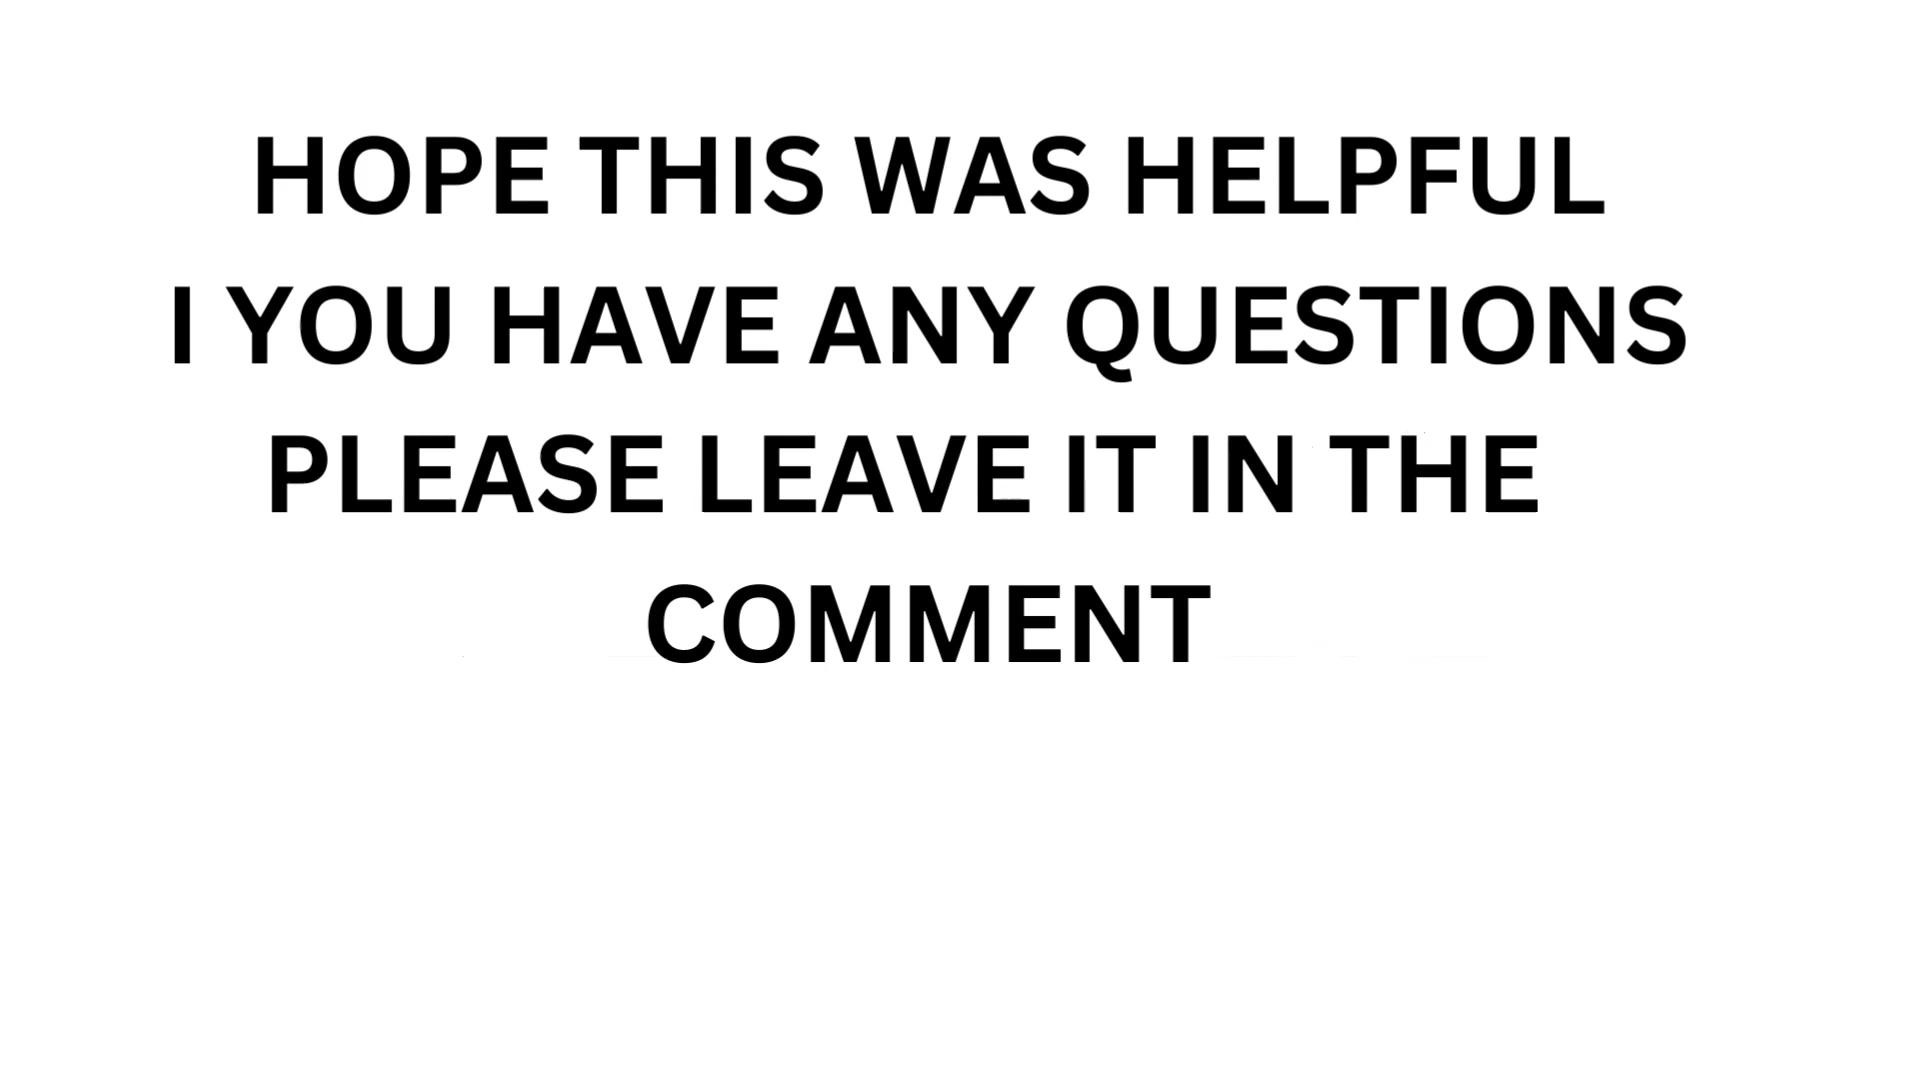 HOPE THIS WAS HELPFUL
I YOU HAVE ANY QUESTIONS
PLEASE LEAVE IT IN THE
COMMENT